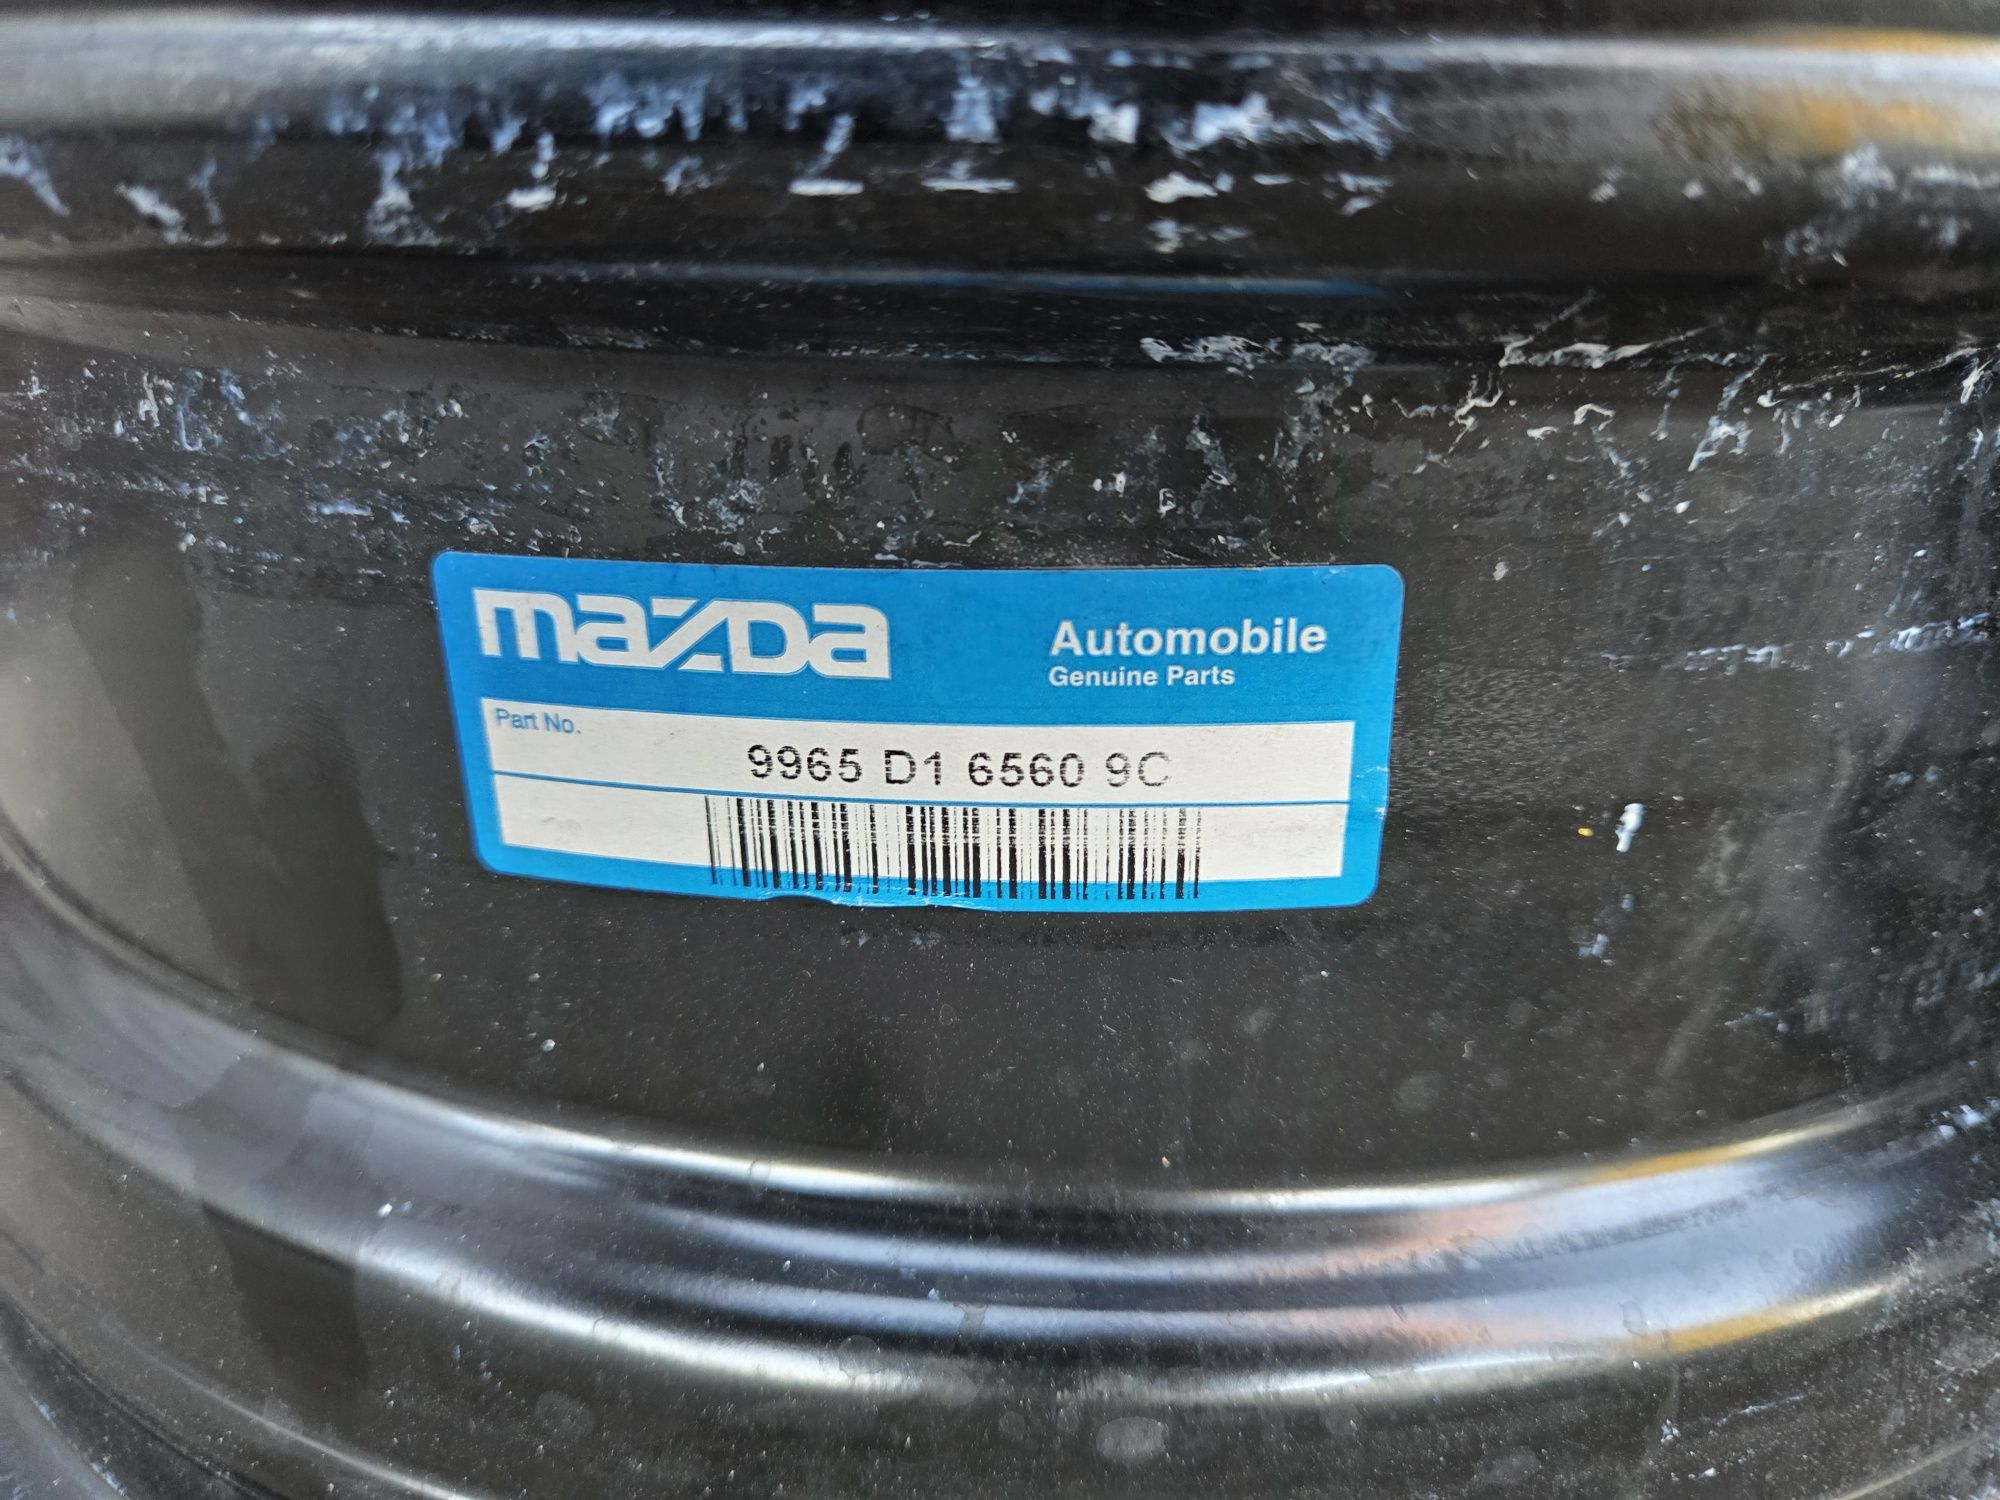 mazda
Automobile
Genuine Parts
Part No.
9965 D1 6560 9C